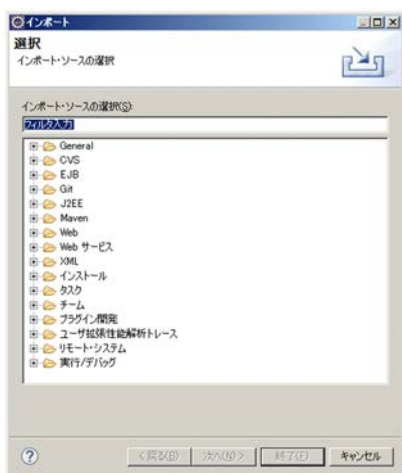 インポート
選択
インポート・ソースの選択
インポート・ソースの選択(S):
フィルタ入力
General
CVS
EJB
Git
J2EE
Maven
Web
Web サービス
XML
インストール
タスク
チーム
プラグイン開発
ユーザ拡張性能解析トレース
リモート・システム
実行/デバッグ
?
< 戻る(B)
次へ(N) >
終了(F)
キャンセル